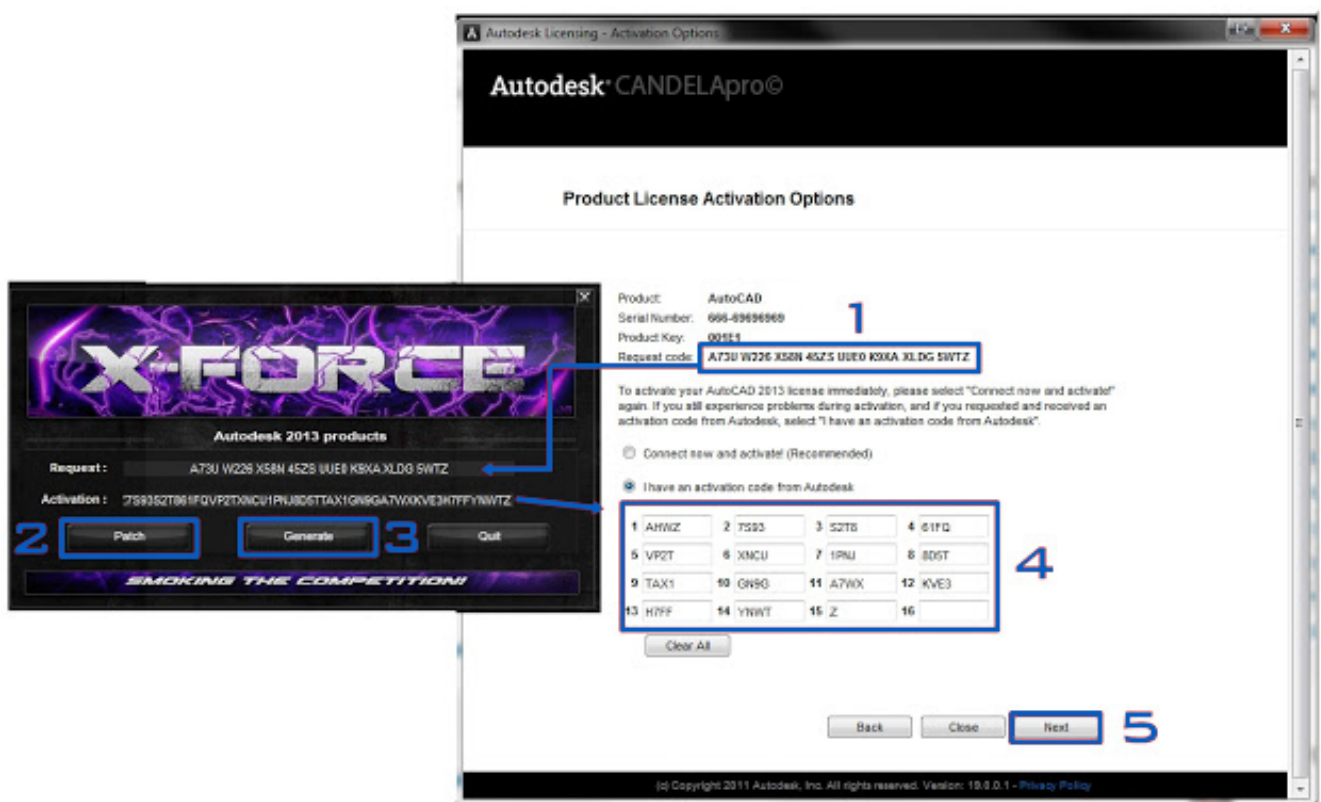 Autodesk Licensing - Activation Options
Autodesk CANDELApro©
Product License Activation Options
Product: AutoCAD
Serial Number: 666-69696969
Product Key: 001E1
1
Request code: A73U W226 X58N 45ZS UUE0 K9XA XLDG 5WTZ
To activate your AutoCAD 2013 license immediately, please select "Connect now and activate!"
again. If you still experience problems during activation, and if you requested and received an
activation code from Autodesk, select "I have an activation code from Autodesk".
Connect now and activate! (Recommended)
I have an activation code from Autodesk
1 AHWZ 2 7S93 3 S2T8 4 61FQ
5 VP2T 6 XNCU 7 1PNJ 8 8D5T
9 TAX1 10 GN9G 11 A7WX 12 KVE3
13 H7FF 14 YNWT 15 Z 16
4
Clear All
Back Close Next 5
(c) Copyright 2011 Autodesk, Inc. All rights reserved. Version: 19.0.0.1 - Privacy Policy
X-FORCE
Autodesk 2013 products
Request : A73U W226 X58N 45ZS UUE0 K9XA XLDG 5WTZ
Activation :
2 Patch Generate 3 Quit
SMOKING THE COMPETITION!